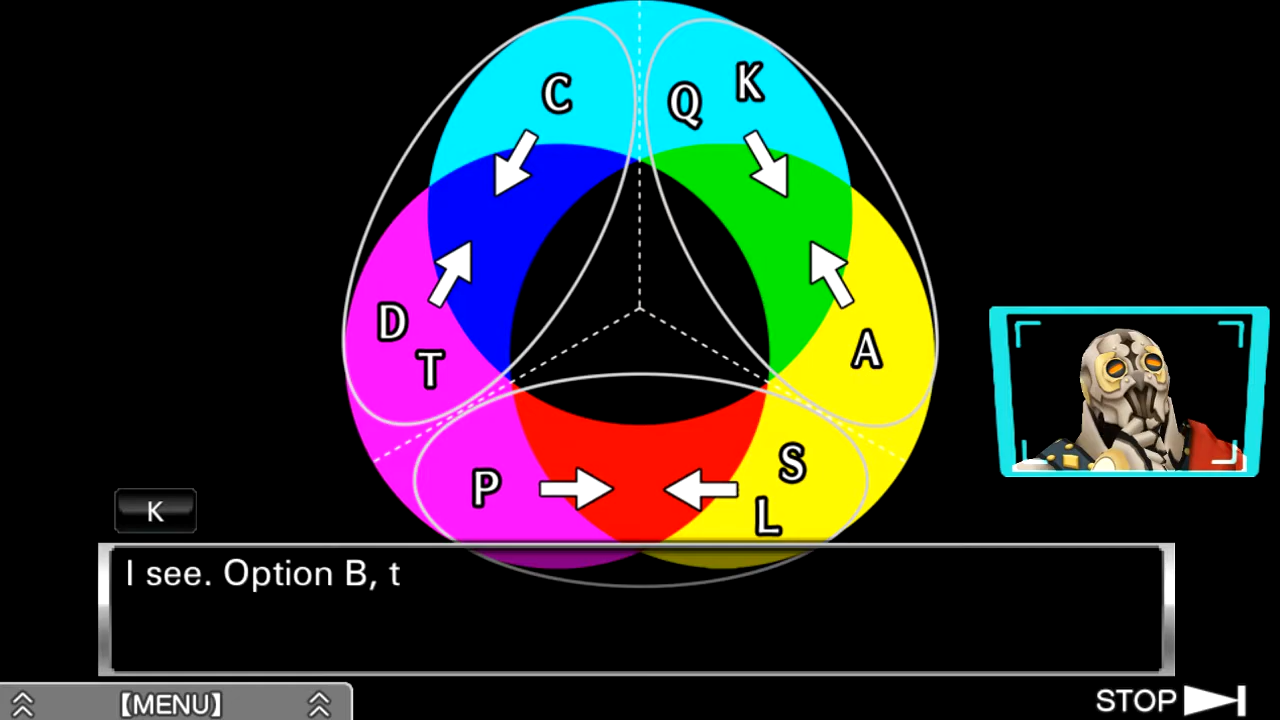 C
Q K
D
T
A
P
S
L
K
I see. Option B, t
【MENU】
STOP